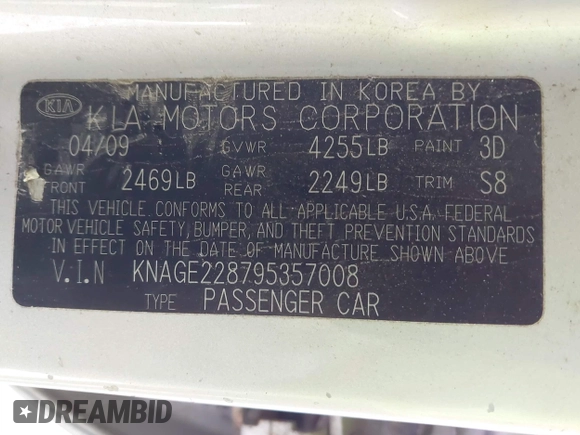 MANUFACTURED IN KOREA BY
KIA KIA MOTORS CORPORATION
04/09 GVWR 4255LB PAINT 3D
GAWR FRONT 2469LB GAWR REAR 2249LB TRIM S8
THIS VEHICLE CONFORMS TO ALL APPLICABLE U.S.A. FEDERAL
MOTOR VEHICLE SAFETY, BUMPER, AND THEFT PREVENTION STANDARDS
IN EFFECT ON THE DATE OF MANUFACTURE SHOWN ABOVE
V.I.N KNAGE228795357008
TYPE PASSENGER CAR
DREAMBID